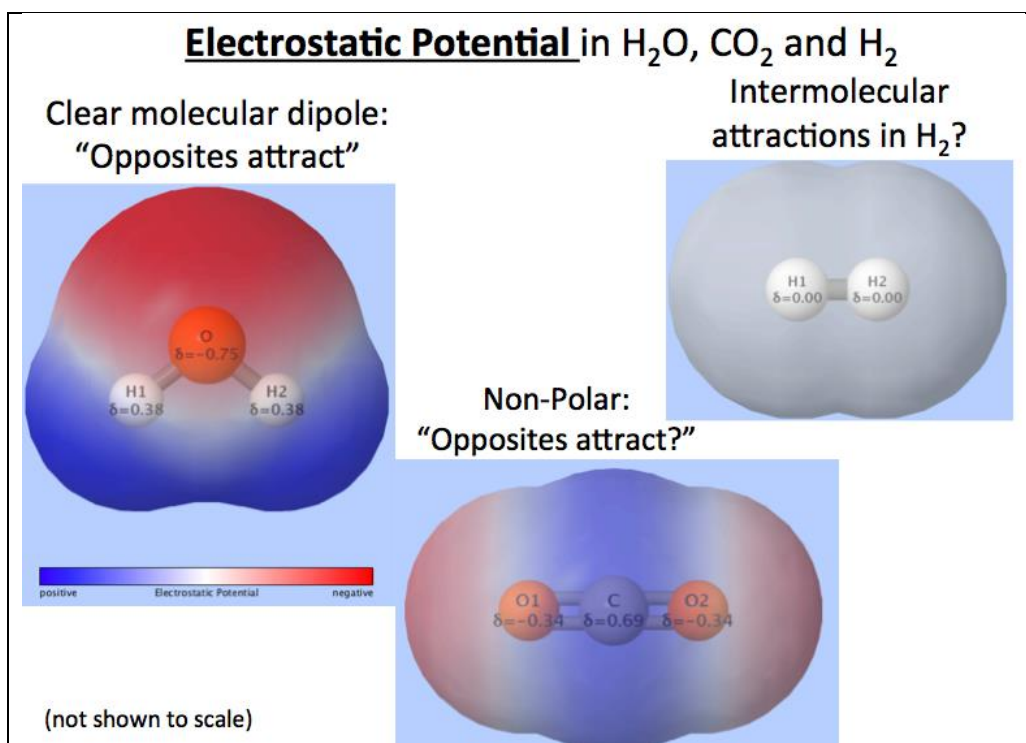 Electrostatic Potential in H₂O, CO₂ and H₂
Clear molecular dipole:
“Opposites attract”
Intermolecular
attractions in H₂?
O
δ=-0.75
H1
δ=0.38
H2
δ=0.38
H1
δ=0.00
H2
δ=0.00
Non-Polar:
“Opposites attract?”
positive Electrostatic Potential negative
O1
δ=-0.34
C
δ=0.69
O2
δ=-0.34
(not shown to scale)